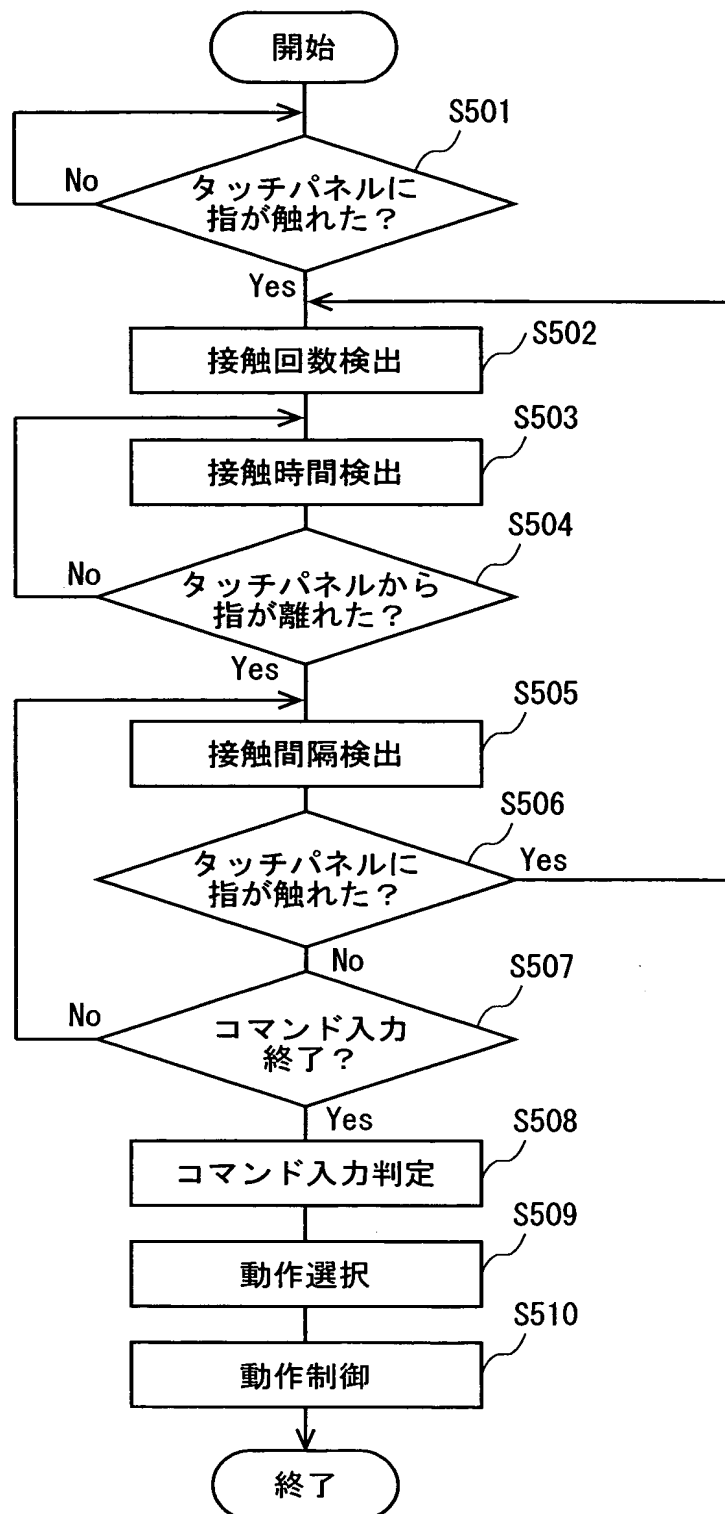 開始
S501
No
タッチパネルに
指が触れた？
Yes
S502
接触回数検出
S503
接触時間検出
S504
No
タッチパネルから
指が離れた？
Yes
S505
接触間隔検出
S506
タッチパネルに
指が触れた？
Yes
No
S507
No
コマンド入力
終了？
Yes
S508
コマンド入力判定
S509
動作選択
S510
動作制御
終了